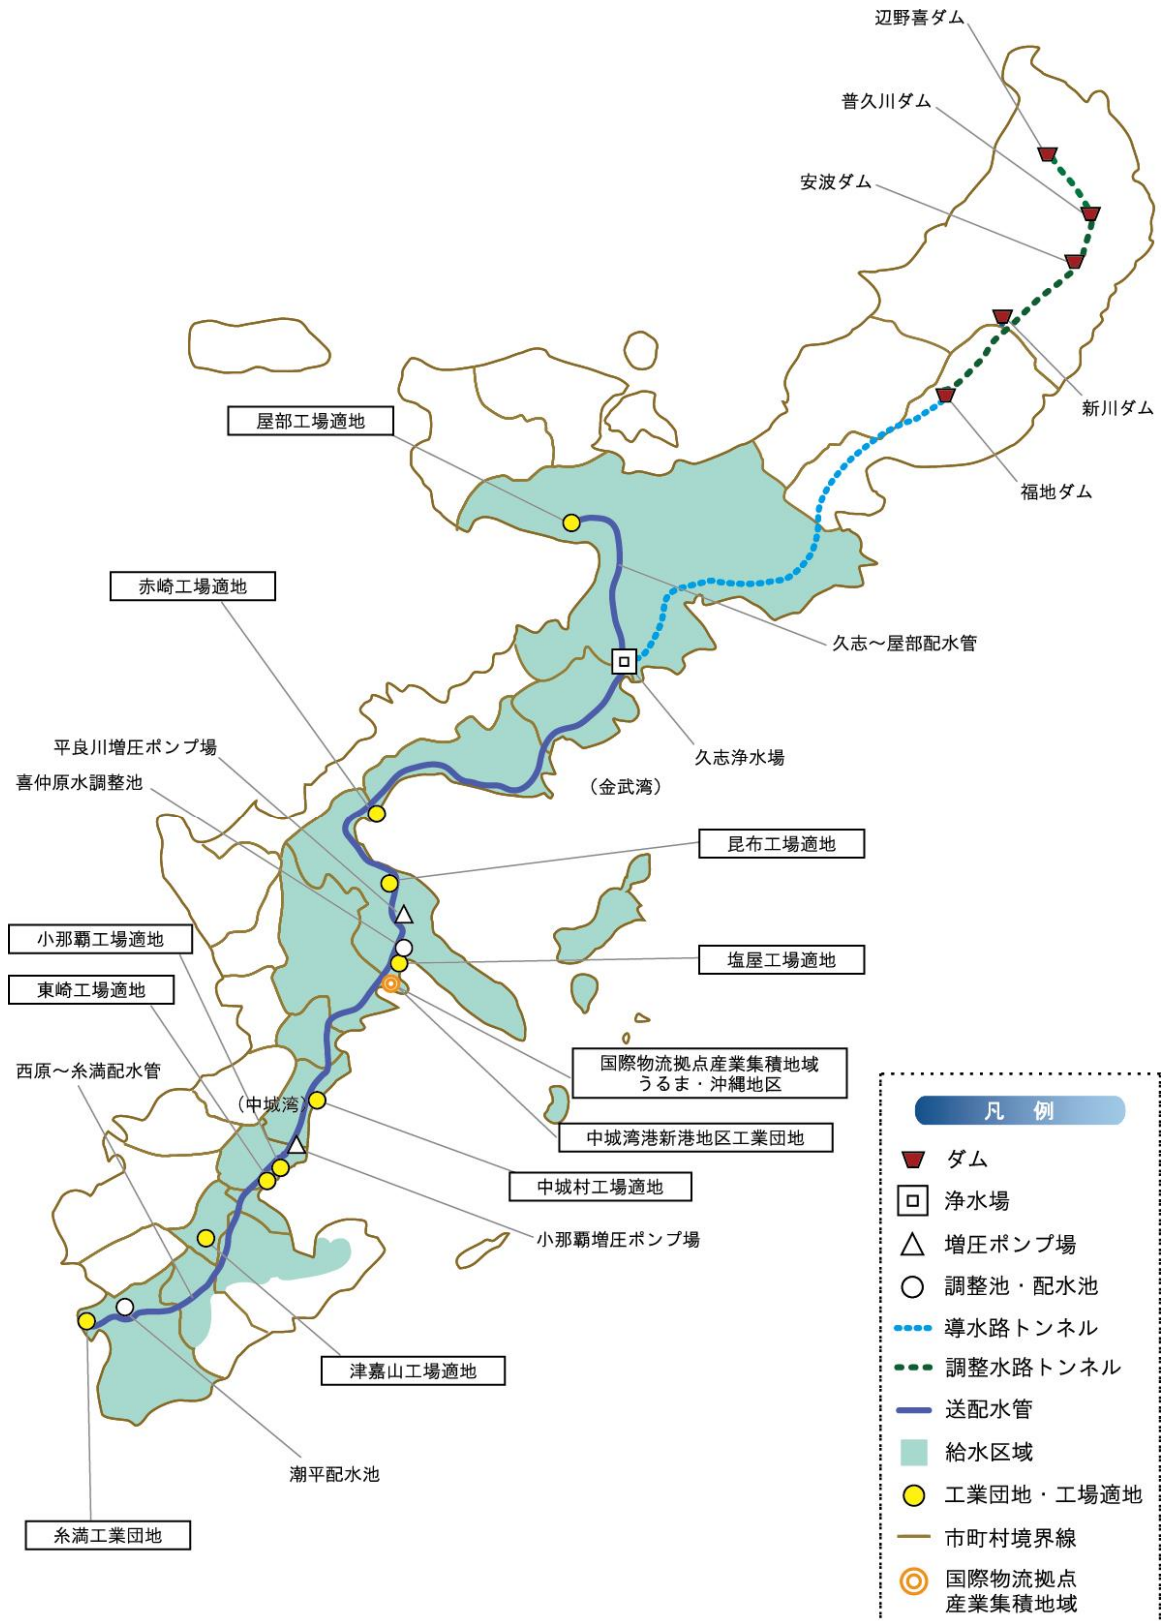 辺野喜ダム
普久川ダム
安波ダム
新川ダム
屋部工場適地
福地ダム
赤崎工場適地
久志～屋部配水管
平良川増圧ポンプ場
久志浄水場
喜仲原水調整池
（金武湾）
昆布工場適地
小那覇工場適地
塩屋工場適地
東崎工場適地
西原～糸満配水管
国際物流拠点産業集積地域
うるま・沖縄地区
（中城湾）
中城湾港新港地区工業団地
中城村工場適地
小那覇増圧ポンプ場
津嘉山工場適地
潮平配水池
糸満工業団地
凡 例
ダム
浄水場
増圧ポンプ場
調整池・配水池
導水路トンネル
調整水路トンネル
送配水管
給水区域
工業団地・工場適地
市町村境界線
国際物流拠点
産業集積地域